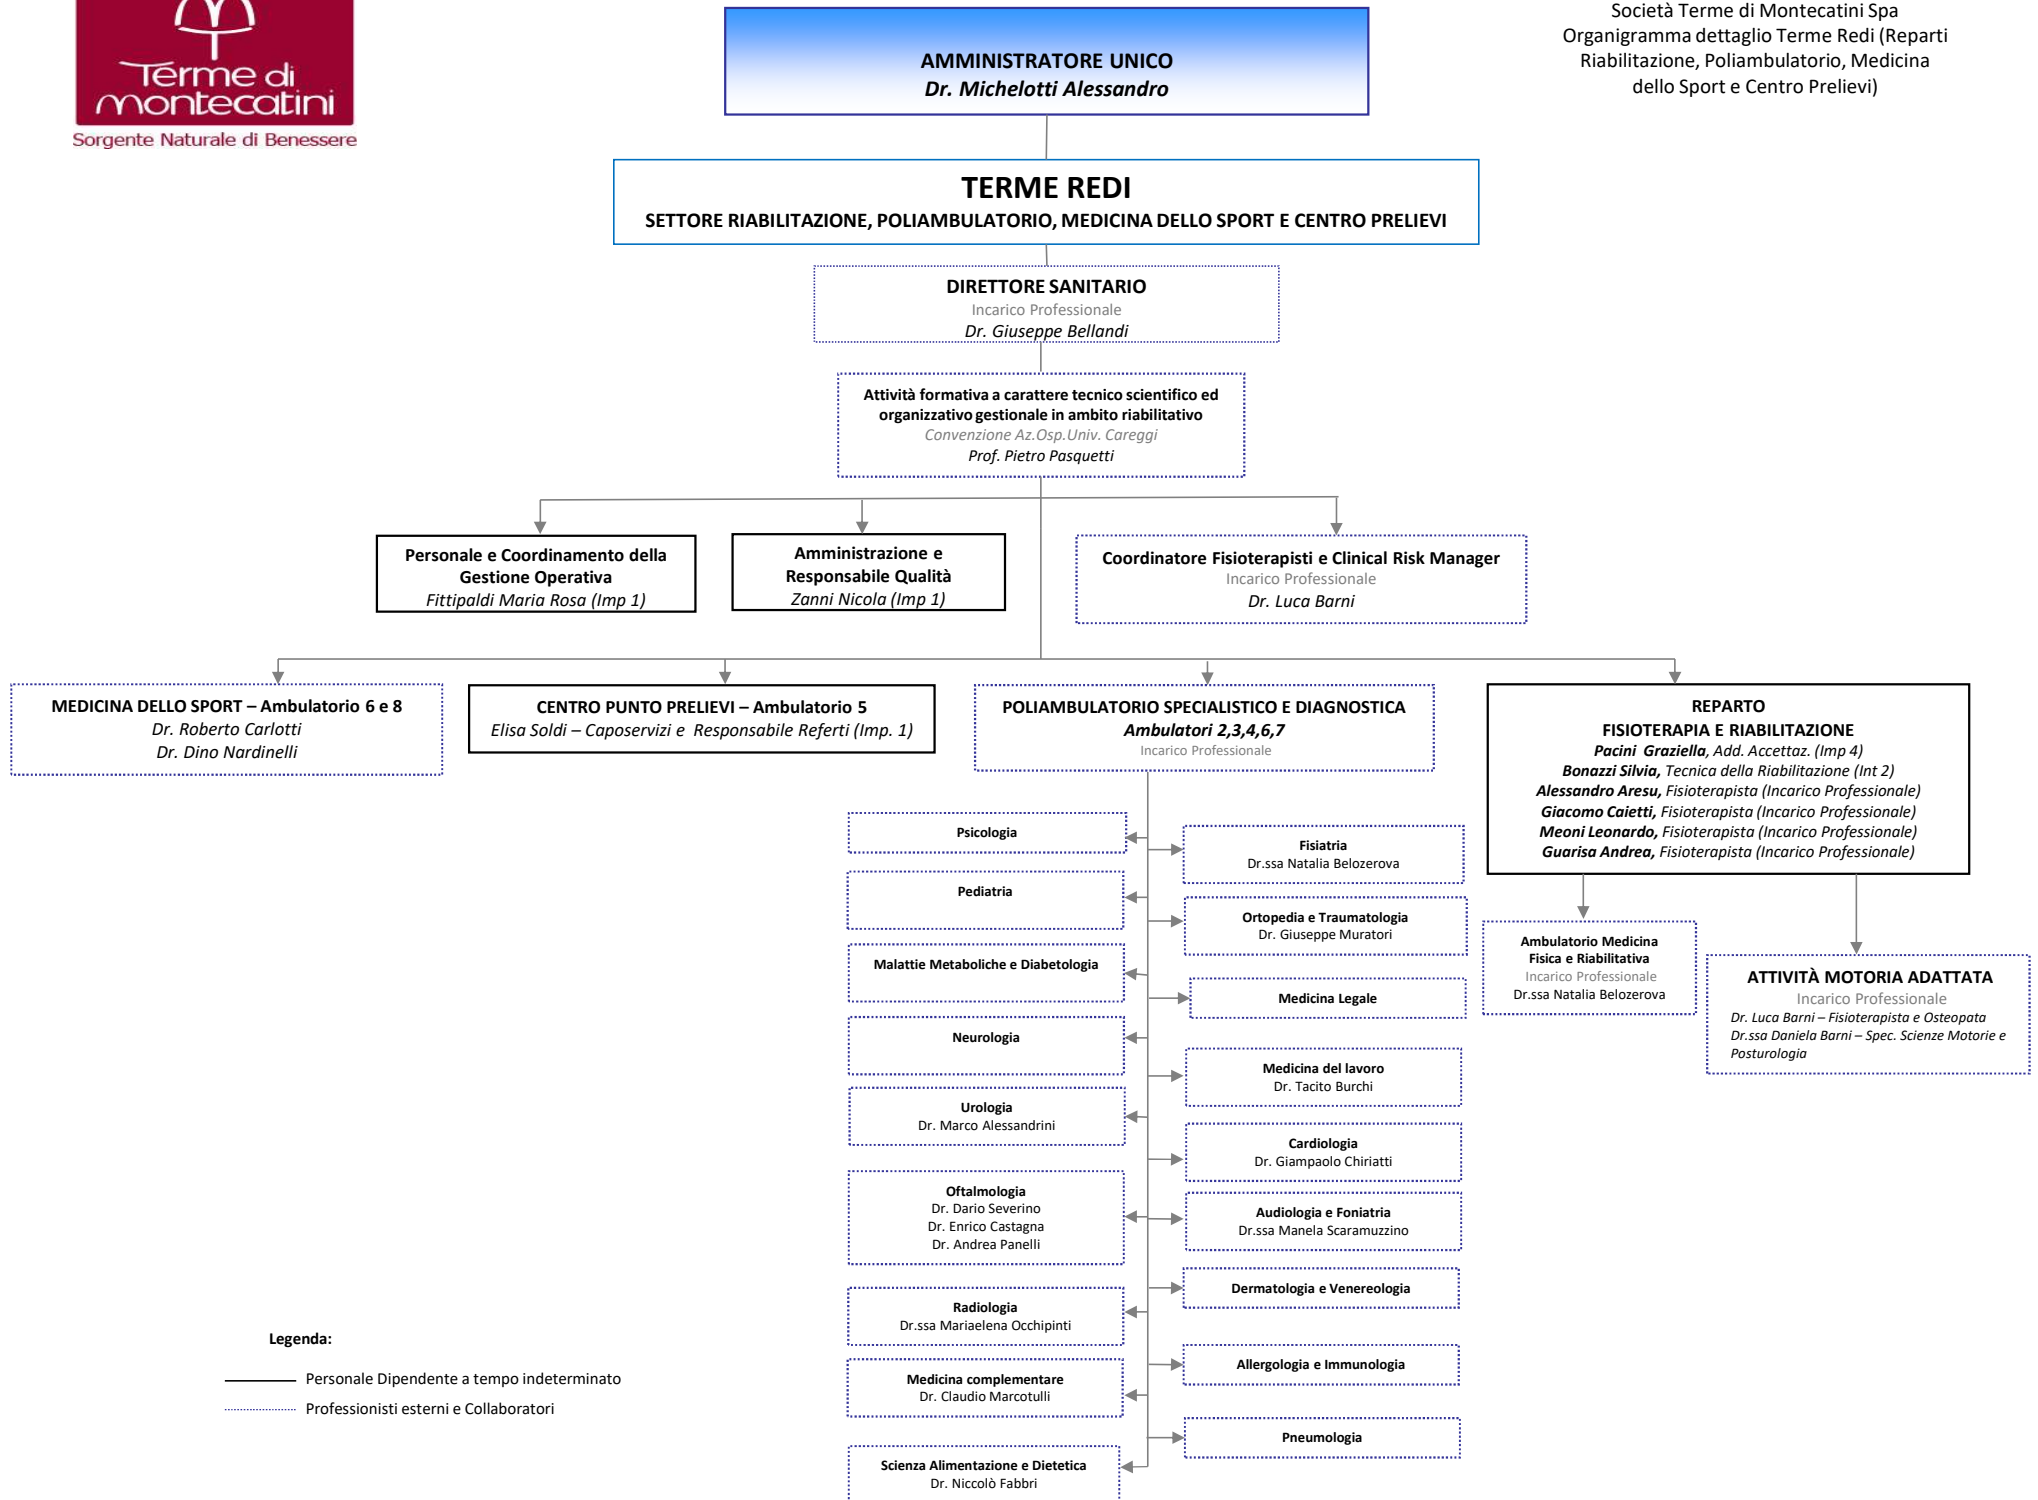 Terme di
montecatini
Sorgente Naturale di Benessere
Società Terme di Montecatini Spa
Organigramma dettaglio Terme Redi (Reparti
Riabilitazione, Poliambulatorio, Medicina
dello Sport e Centro Prelievi)
AMMINISTRATORE UNICO
Dr. Michelotti Alessandro
TERME REDI
SETTORE RIABILITAZIONE, POLIAMBULATORIO, MEDICINA DELLO SPORT E CENTRO PRELIEVI
DIRETTORE SANITARIO
Incarico Professionale
Dr. Giuseppe Bellandi
Attività formativa a carattere tecnico scientifico ed
organizzativo gestionale in ambito riabilitativo
Convenzione Az.Osp.Univ. Careggi
Prof. Pietro Pasquetti
Personale e Coordinamento della
Gestione Operativa
Fittipaldi Maria Rosa (Imp 1)
Amministrazione e
Responsabile Qualità
Zanni Nicola (Imp 1)
Coordinatore Fisioterapisti e Clinical Risk Manager
Incarico Professionale
Dr. Luca Barni
MEDICINA DELLO SPORT – Ambulatorio 6 e 8
Dr. Roberto Carlotti
Dr. Dino Nardinelli
CENTRO PUNTO PRELIEVI – Ambulatorio 5
Elisa Soldi – Caposervizi e Responsabile Referti (Imp. 1)
POLIAMBULATORIO SPECIALISTICO E DIAGNOSTICA
Ambulatori 2,3,4,6,7
Incarico Professionale
REPARTO
FISIOTERAPIA E RIABILITAZIONE
Pacini Graziella, Add. Accettaz. (Imp 4)
Bonazzi Silvia, Tecnica della Riabilitazione (Int 2)
Alessandro Aresu, Fisioterapista (Incarico Professionale)
Giacomo Caietti, Fisioterapista (Incarico Professionale)
Meoni Leonardo, Fisioterapista (Incarico Professionale)
Guarisa Andrea, Fisioterapista (Incarico Professionale)
Psicologia
Pediatria
Malattie Metaboliche e Diabetologia
Neurologia
Urologia
Dr. Marco Alessandrini
Oftalmologia
Dr. Dario Severino
Dr. Enrico Castagna
Dr. Andrea Panelli
Radiologia
Dr.ssa Mariaelena Occhipinti
Medicina complementare
Dr. Claudio Marcotulli
Scienza Alimentazione e Dietetica
Dr. Niccolò Fabbri
Fisiatria
Dr.ssa Natalia Belozerova
Ortopedia e Traumatologia
Dr. Giuseppe Muratori
Medicina Legale
Medicina del lavoro
Dr. Tacito Burchi
Cardiologia
Dr. Giampaolo Chiriatti
Audiologia e Foniatria
Dr.ssa Manela Scaramuzzino
Dermatologia e Venereologia
Allergologia e Immunologia
Pneumologia
Ambulatorio Medicina
Fisica e Riabilitativa
Incarico Professionale
Dr.ssa Natalia Belozerova
ATTIVITÀ MOTORIA ADATTATA
Incarico Professionale
Dr. Luca Barni – Fisioterapista e Osteopata
Dr.ssa Daniela Barni – Spec. Scienze Motorie e
Posturologia
Legenda:
Personale Dipendente a tempo indeterminato
Professionisti esterni e Collaboratori